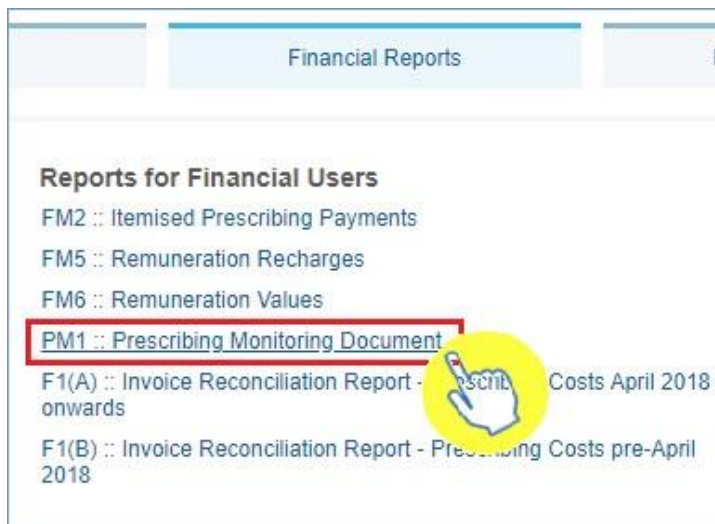 Financial Reports
Reports for Financial Users
FM2 :: Itemised Prescribing Payments
FM5 :: Remuneration Recharges
FM6 :: Remuneration Values
PM1 :: Prescribing Monitoring Document
F1(A) :: Invoice Reconciliation Report - Costs April 2018
onwards
F1(B) :: Invoice Reconciliation Report - Prescribing Costs pre-April
2018